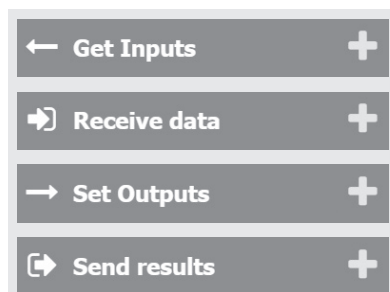 Get Inputs
Receive data
Set Outputs
Send results